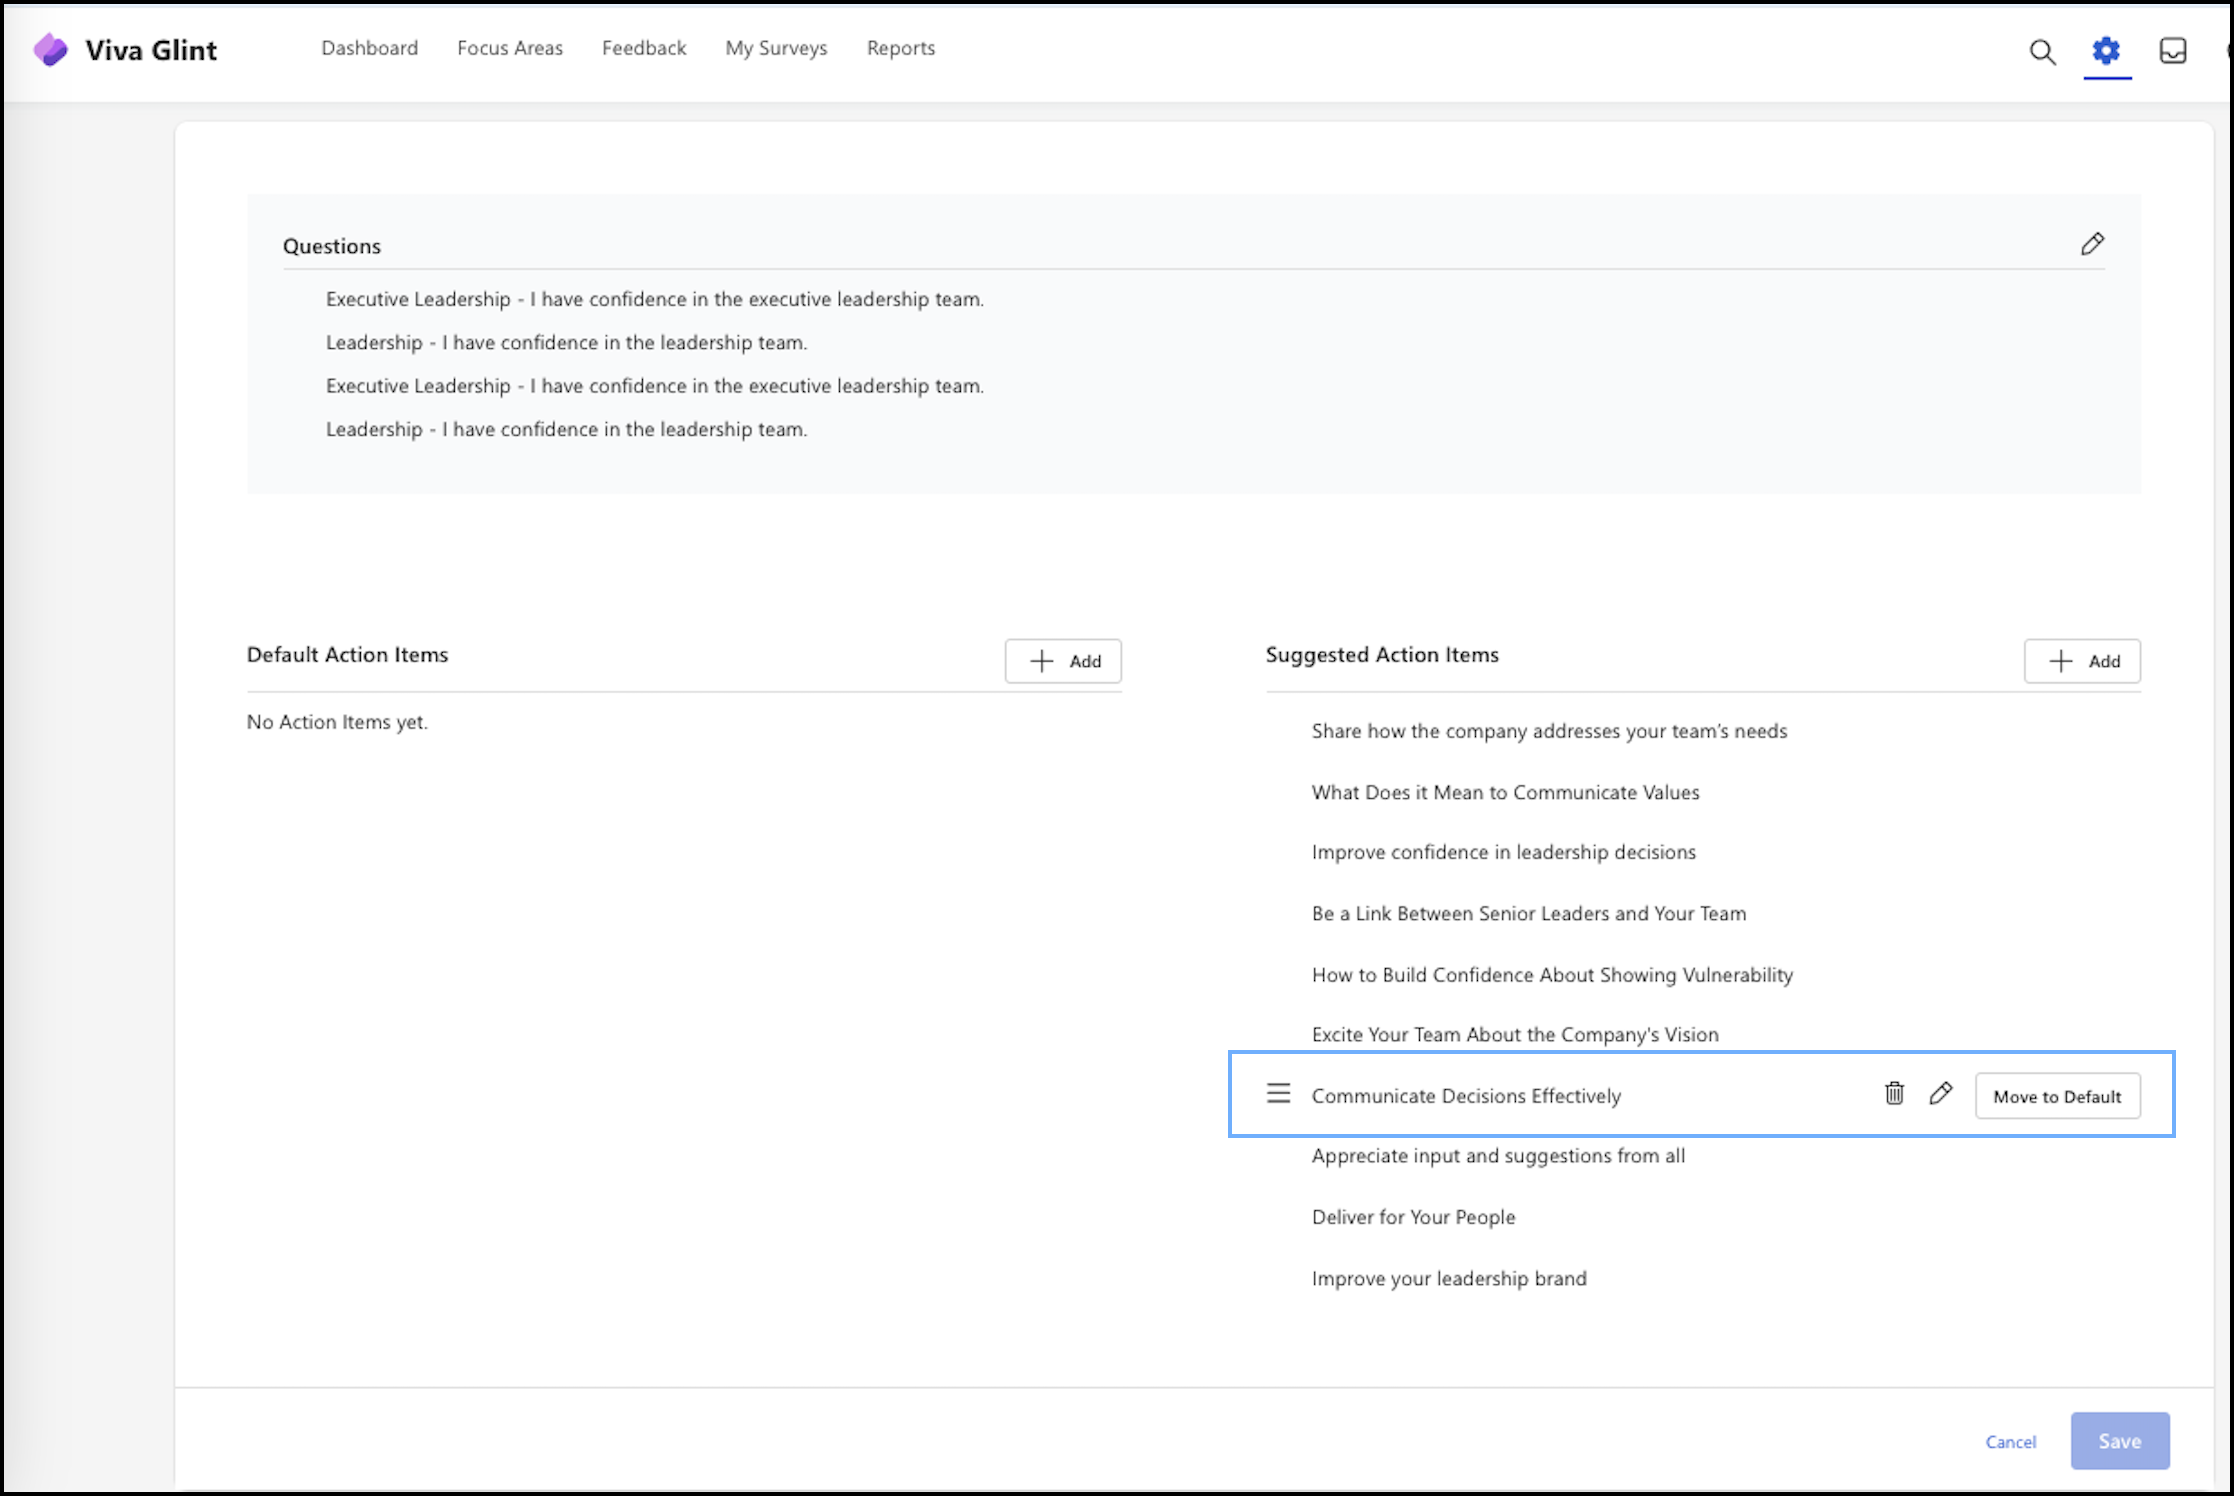 Viva Glint
Dashboard
Focus Areas
Feedback
My Surveys
Reports
Questions
Executive Leadership - I have confidence in the executive leadership team.
Leadership - I have confidence in the leadership team.
Executive Leadership - I have confidence in the executive leadership team.
Leadership - I have confidence in the leadership team.
Default Action Items
Add
No Action Items yet.
Suggested Action Items
Add
Share how the company addresses your team's needs
What Does it Mean to Communicate Values
Improve confidence in leadership decisions
Be a Link Between Senior Leaders and Your Team
How to Build Confidence About Showing Vulnerability
Excite Your Team About the Company's Vision
Communicate Decisions Effectively
Move to Default
Appreciate input and suggestions from all
Deliver for Your People
Improve your leadership brand
Cancel
Save